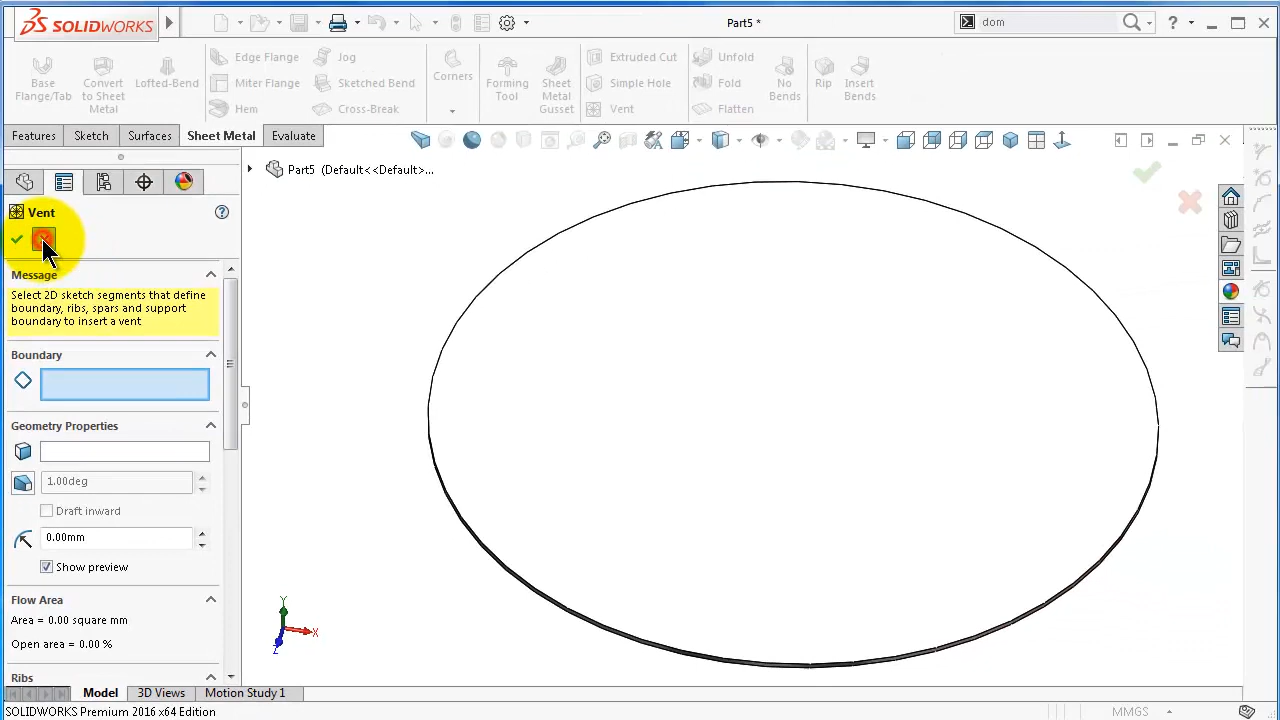 SOLIDWORKS
Part5 *
dom
Base Flange/Tab
Convert to Sheet Metal
Lofted-Bend
Edge Flange
Miter Flange
Hem
Jog
Sketched Bend
Cross-Break
Corners
Forming Tool
Sheet Metal Gusset
Extruded Cut
Simple Hole
Vent
Unfold
Fold
Flatten
No Bends
Rip
Insert Bends
Features
Sketch
Surfaces
Sheet Metal
Evaluate
Part5 (Default<<Default>...
Vent
Message
Select 2D sketch segments that define
boundary, ribs, spars and support
boundary to insert a vent
Boundary
Geometry Properties
1.00deg
Draft inward
0.00mm
Show preview
Flow Area
Area = 0.00 square mm
Open area = 0.00 %
Ribs
Y
X
Z
Model
3D Views
Motion Study 1
SOLIDWORKS Premium 2016 x64 Edition
MMGS